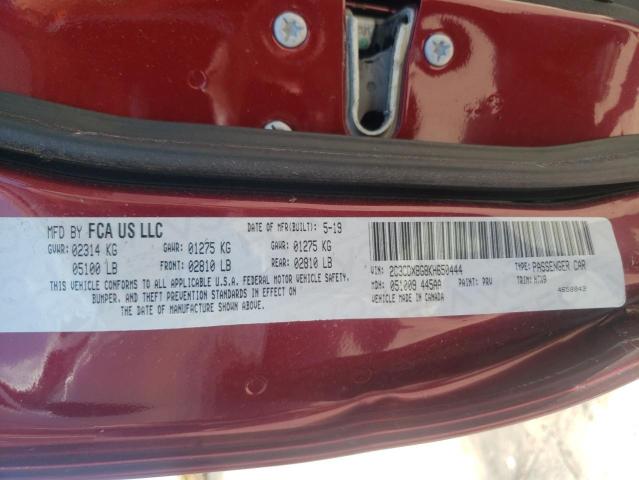 MFD BY FCA US LLC DATE OF MFR(BUILT): 5-19
GVWR: 02314 KG GAWR: 01275 KG GAWR: 01275 KG
05100 LB FRONT: 02810 LB REAR: 02810 LB
THIS VEHICLE CONFORMS TO ALL APPLICABLE U.S.A. FEDERAL MOTOR VEHICLE SAFETY,
BUMPER, AND THEFT PREVENTION STANDARDS IN EFFECT ON
THE DATE OF MANUFACTURE SHOWN ABOVE.
VIN: 2C3CDXBG8KH650444 TYPE: PASSENGER CAR
MDH: 051009 445AA PAINT: PRV TRIM:
VEHICLE MADE IN CANADA